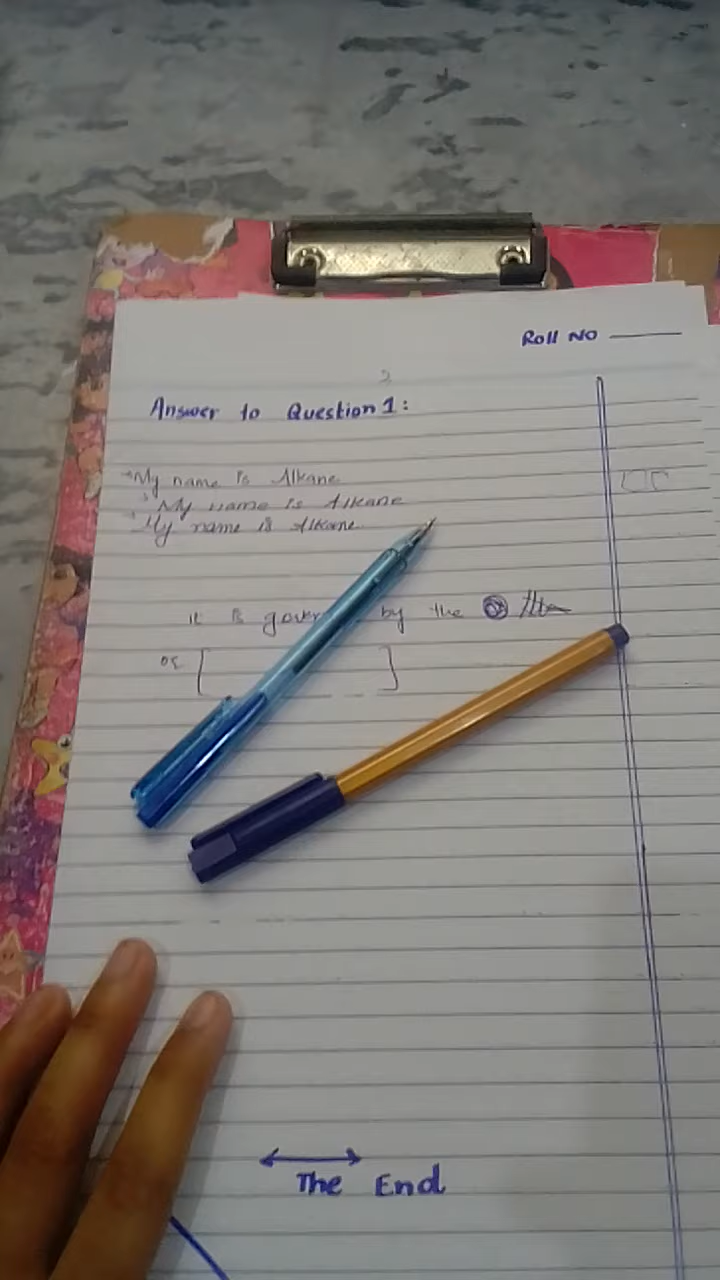 Roll No
2
Answer to Question 1:
My name is Alkane
My name is Alkane
My name is Alkane
it is by the
The End